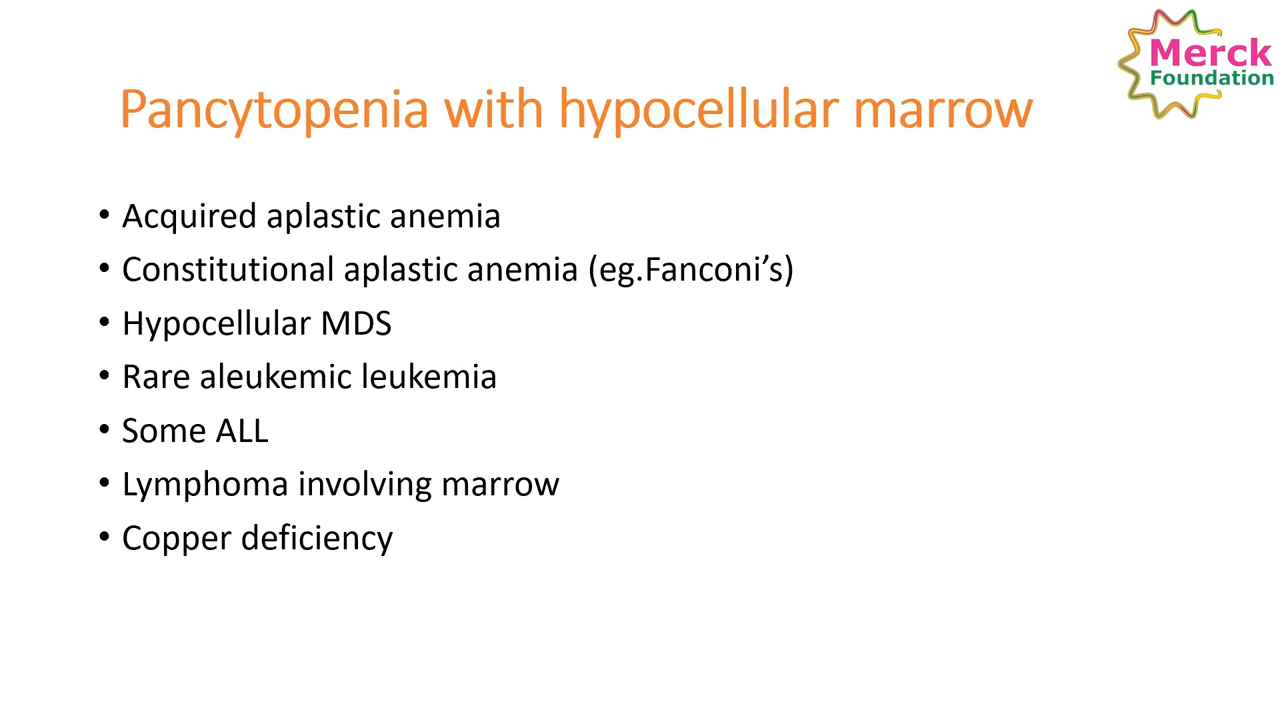 Merck
Foundation
Pancytopenia with hypocellular marrow
• Acquired aplastic anemia
• Constitutional aplastic anemia (eg.Fanconi’s)
• Hypocellular MDS
• Rare aleukemic leukemia
• Some ALL
• Lymphoma involving marrow
• Copper deficiency